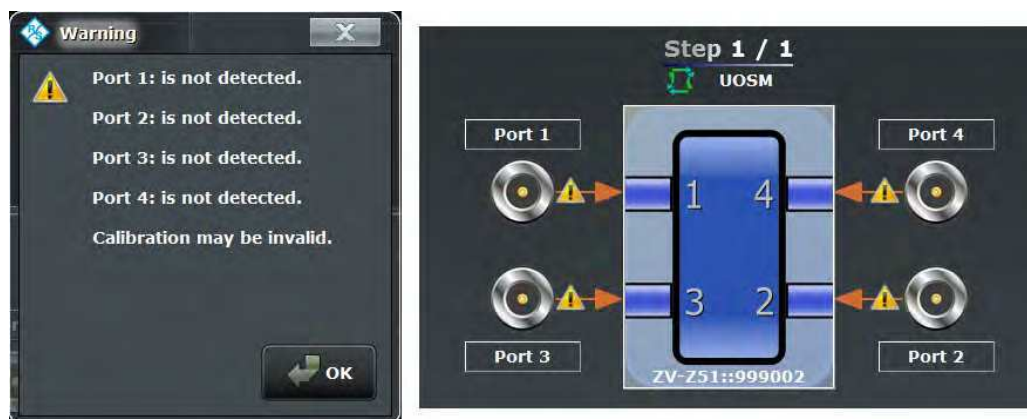 Warning
Port 1: is not detected.
Port 2: is not detected.
Port 3: is not detected.
Port 4: is not detected.
Calibration may be invalid.
OK
Step 1 / 1
UOSM
Port 1
Port 4
1 4
3 2
Port 3
Port 2
ZV-Z51::999002